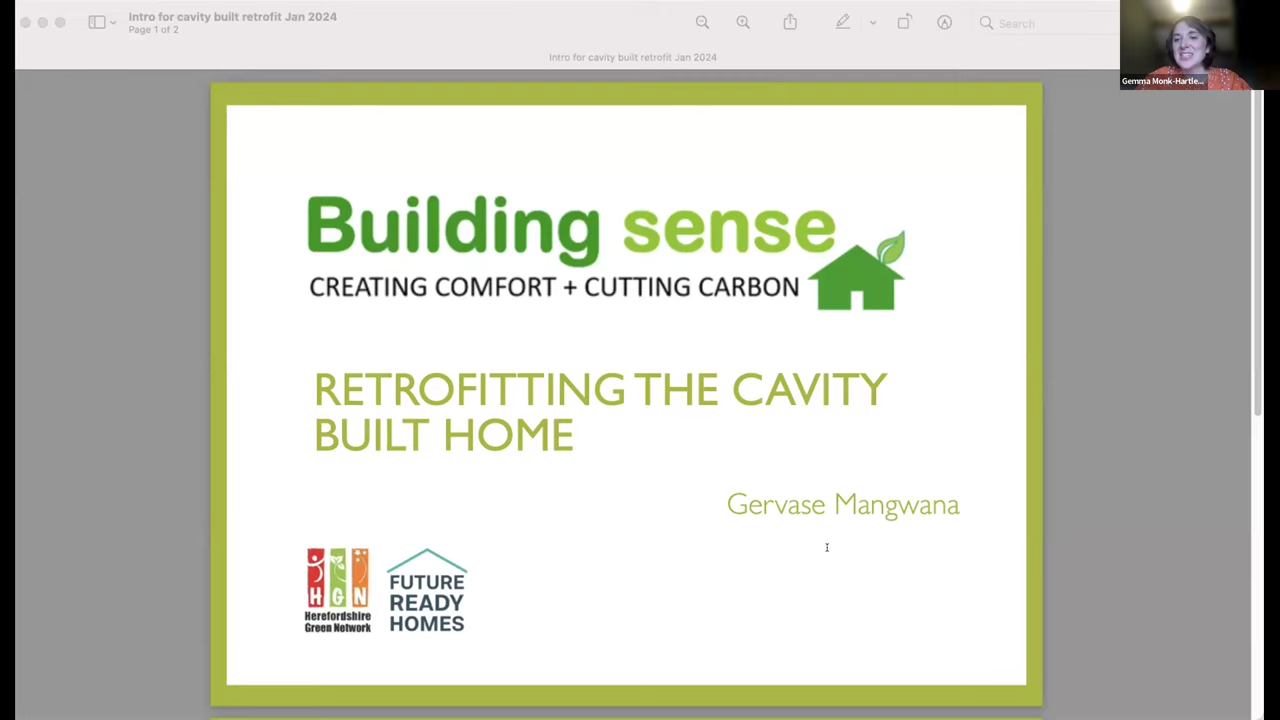 Intro for cavity built retrofit Jan 2024
Page 1 of 2
Search
Intro for cavity built retrofit Jan 2024
Gemma Monk-Hartle...
Building sense
CREATING COMFORT + CUTTING CARBON
RETROFITTING THE CAVITY
BUILT HOME
Gervase Mangwana
HGN
Herefordshire
Green Network
FUTURE
READY
HOMES